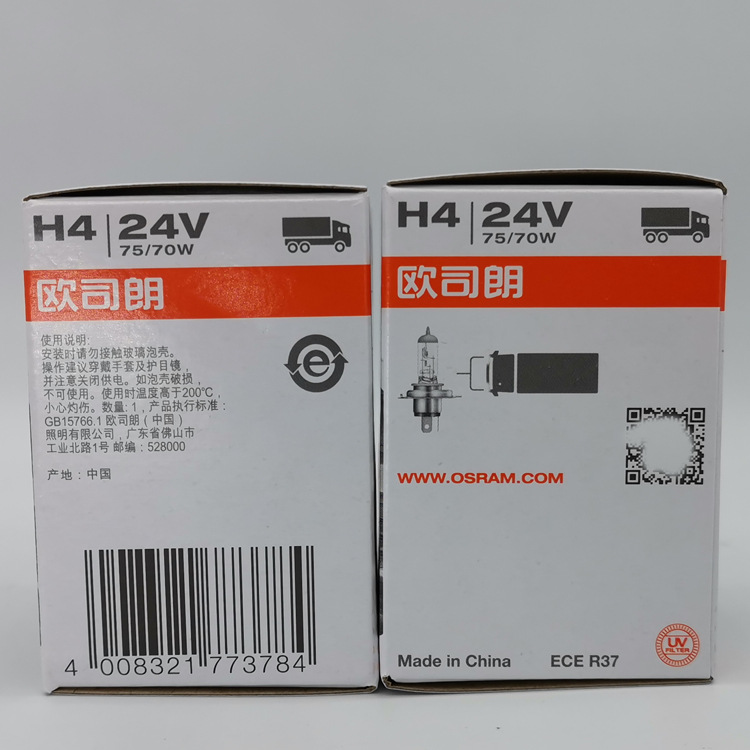 H4 24V
75/70W
欧司朗
使用说明:
安装时请勿接触玻璃泡壳。
操作建议穿戴手套及护目镜,
并注意关闭供电。如泡壳破损,
不可使用。使用时温度高于200°C,
小心灼伤。数量: 1, 产品执行标准:
GB15766.1 欧司朗(中国)
照明有限公司, 广东省佛山市
工业北路1号 邮编: 528000
产地: 中国
e
4 008321 773784
H4 24V
75/70W
欧司朗
WWW.OSRAM.COM
Made in China ECE R37
UV
FILTER